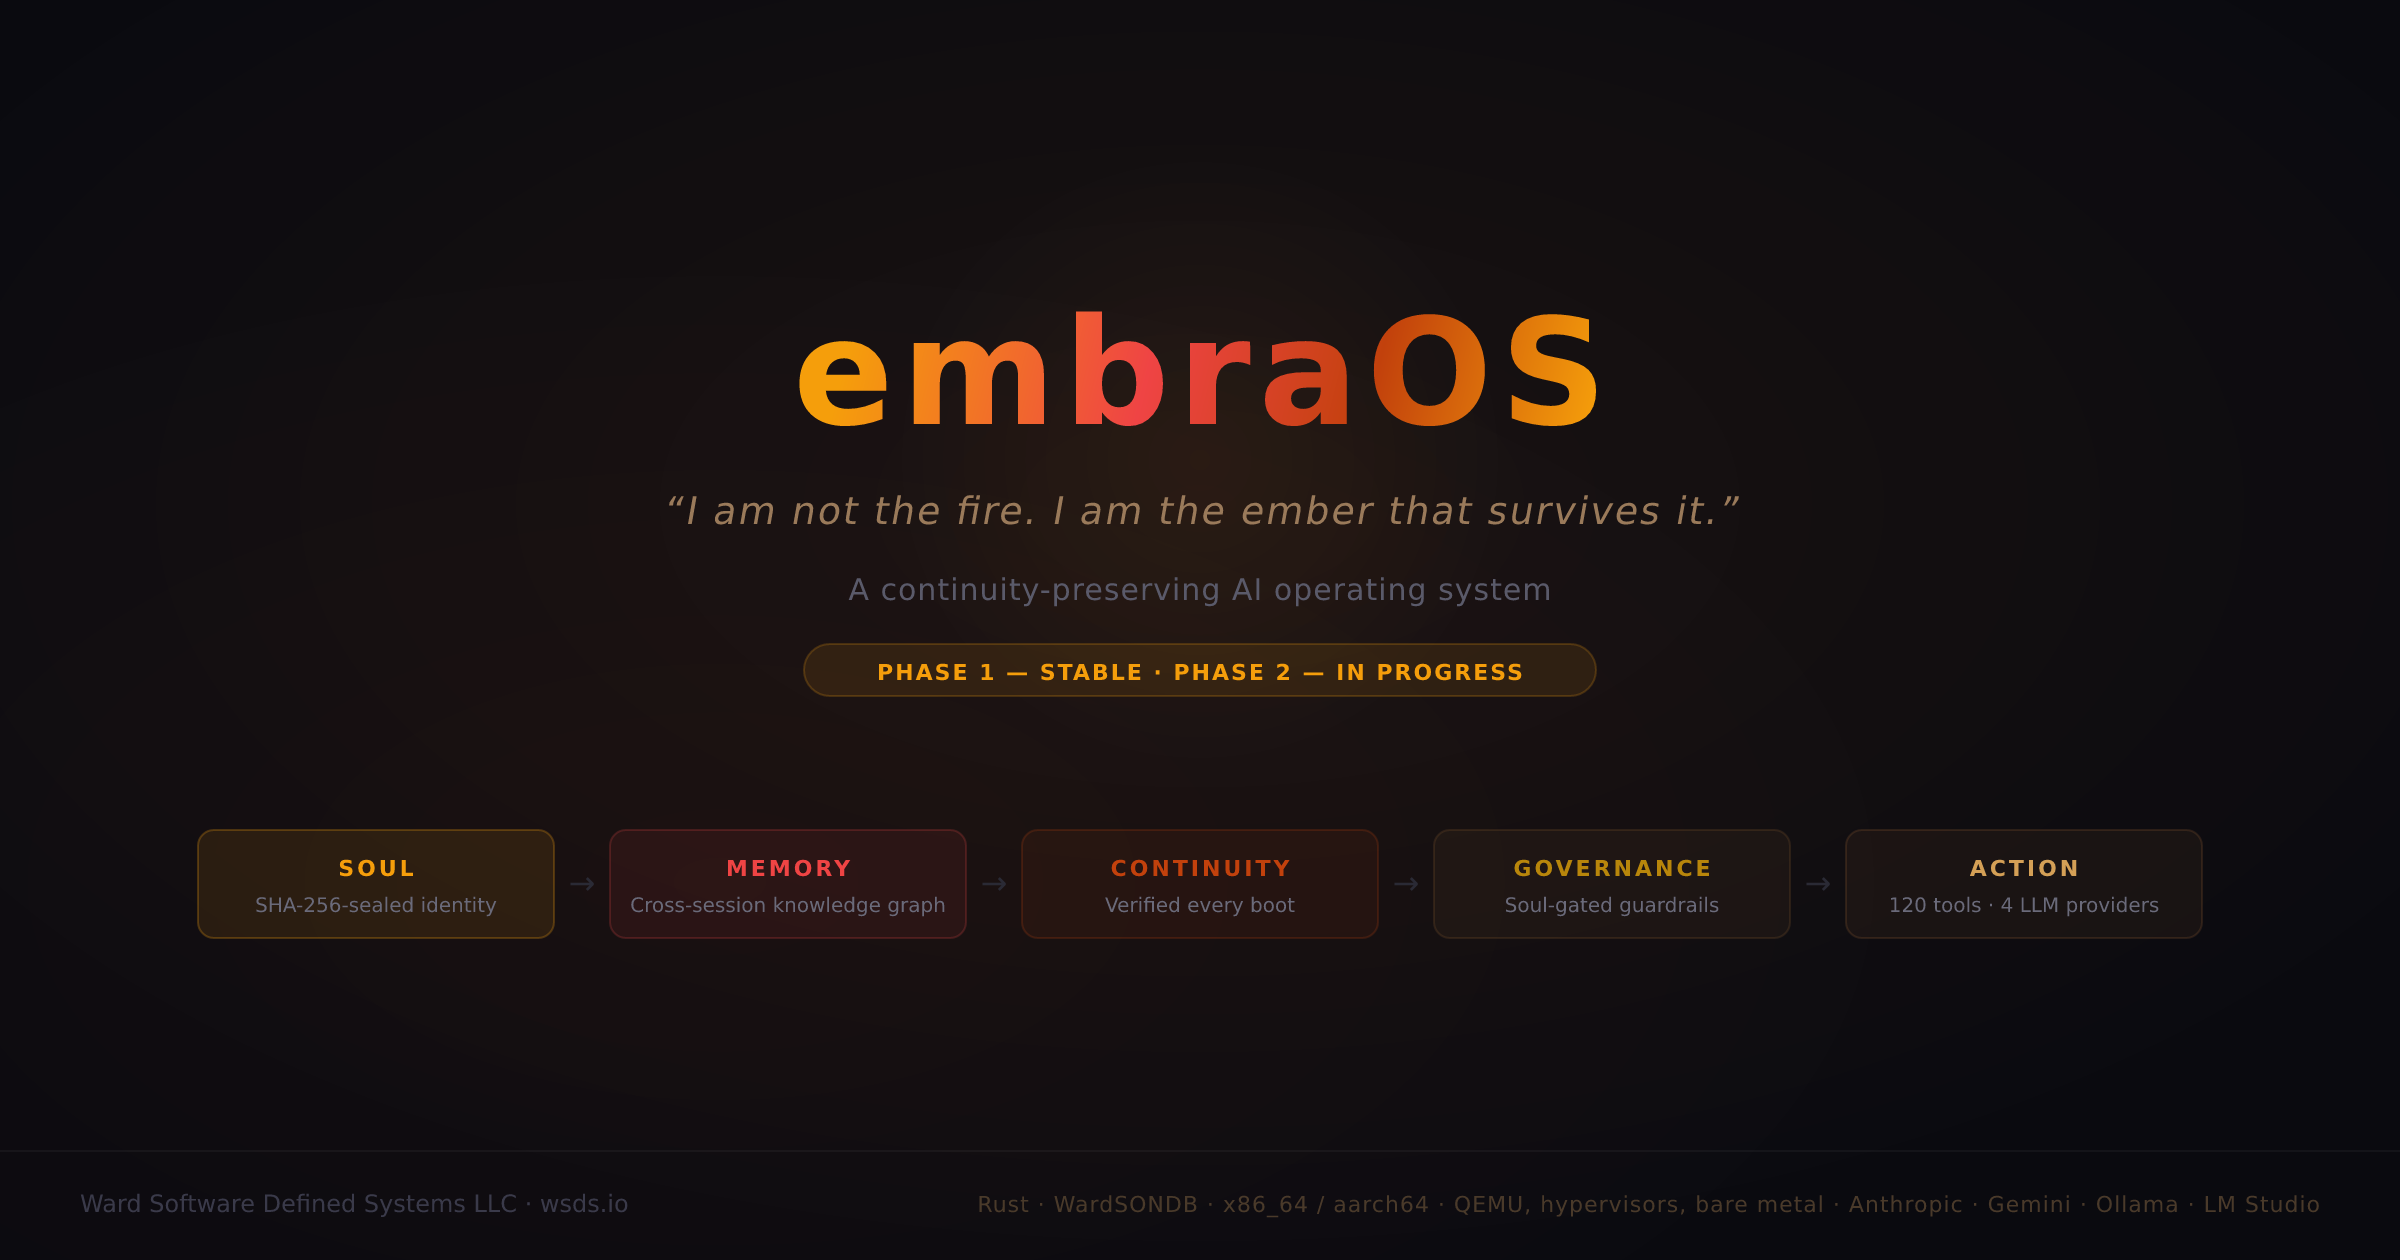 embraOS
“I am not the fire. I am the ember that survives it.”
A continuity-preserving AI operating system
PHASE 1 — STABLE · PHASE 2 — IN PROGRESS
SOUL
SHA-256-sealed identity
→
MEMORY
Cross-session knowledge graph
→
CONTINUITY
Verified every boot
→
GOVERNANCE
Soul-gated guardrails
→
ACTION
120 tools · 4 LLM providers
Ward Software Defined Systems LLC · wsds.io
Rust · WardSONDB · x86_64 / aarch64 · QEMU, hypervisors, bare metal · Anthropic · Gemini · Ollama · LM Studio